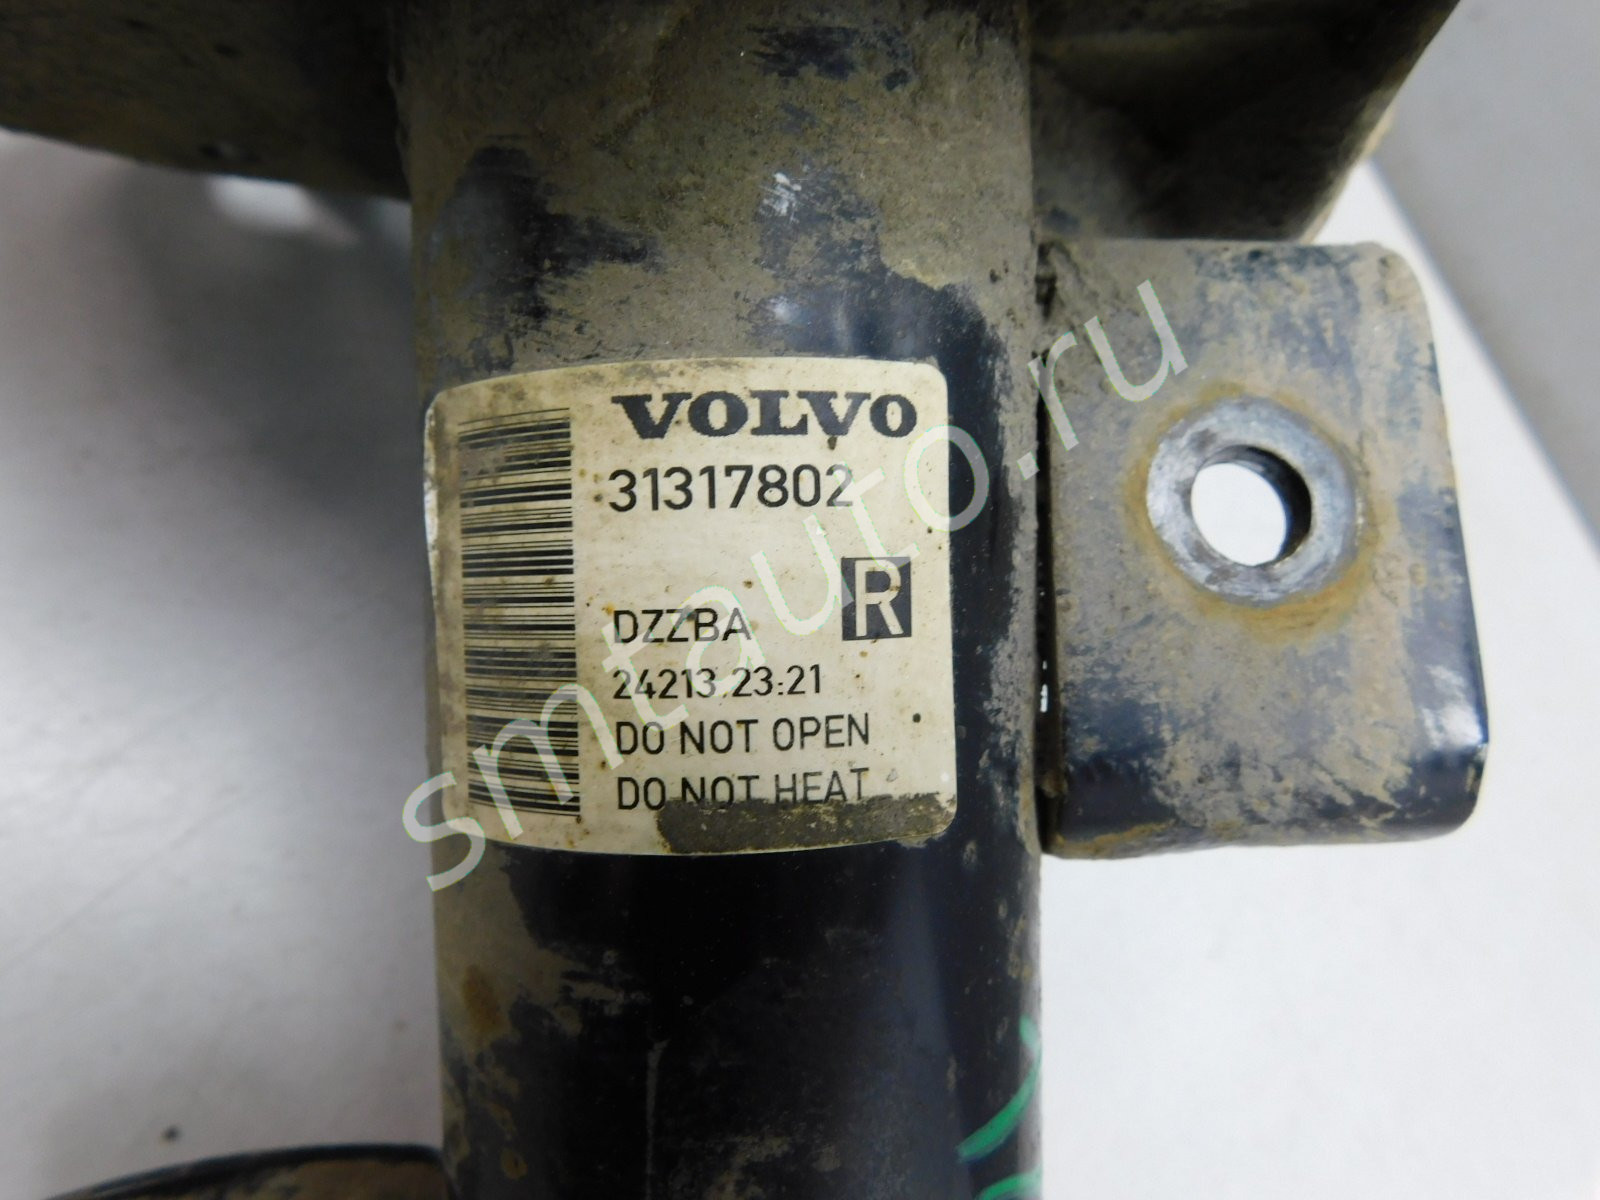 VOLVO
31317802
R
DZZBA
24213 23:21
DO NOT OPEN
DO NOT HEAT
smtauto.ru